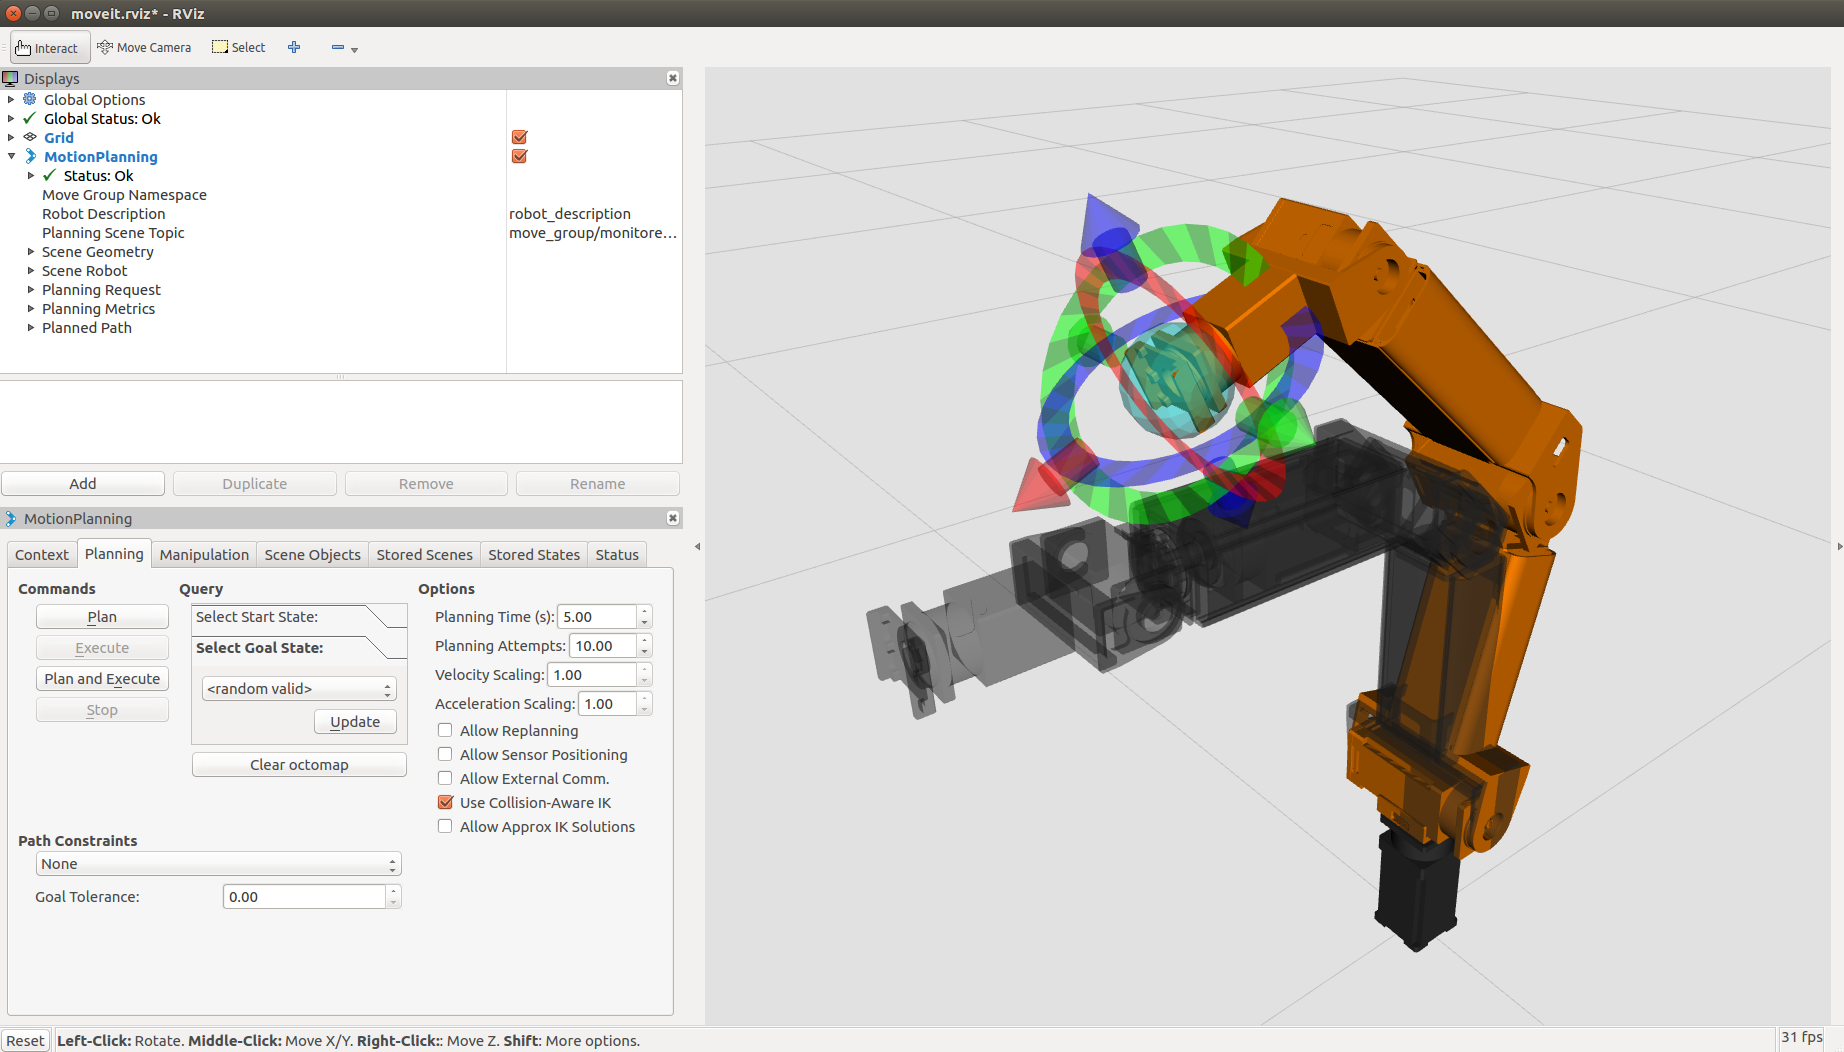 moveit.rviz* - RViz
Interact Move Camera Select
Displays
Global Options
Global Status: Ok
Grid
MotionPlanning
Status: Ok
Move Group Namespace
Robot Description robot_description
Planning Scene Topic move_group/monitore...
Scene Geometry
Scene Robot
Planning Request
Planning Metrics
Planned Path
Add Duplicate Remove Rename
MotionPlanning
Context Planning Manipulation Scene Objects Stored Scenes Stored States Status
Commands Query Options
Plan Select Start State: Planning Time (s): 5.00
Execute Select Goal State: Planning Attempts: 10.00
Plan and Execute <random valid> Velocity Scaling: 1.00
Stop Update Acceleration Scaling: 1.00
Allow Replanning
Clear octomap Allow Sensor Positioning
Allow External Comm.
Use Collision-Aware IK
Allow Approx IK Solutions
Path Constraints
None
Goal Tolerance: 0.00
Reset Left-Click: Rotate. Middle-Click: Move X/Y. Right-Click:: Move Z. Shift: More options. 31 fps